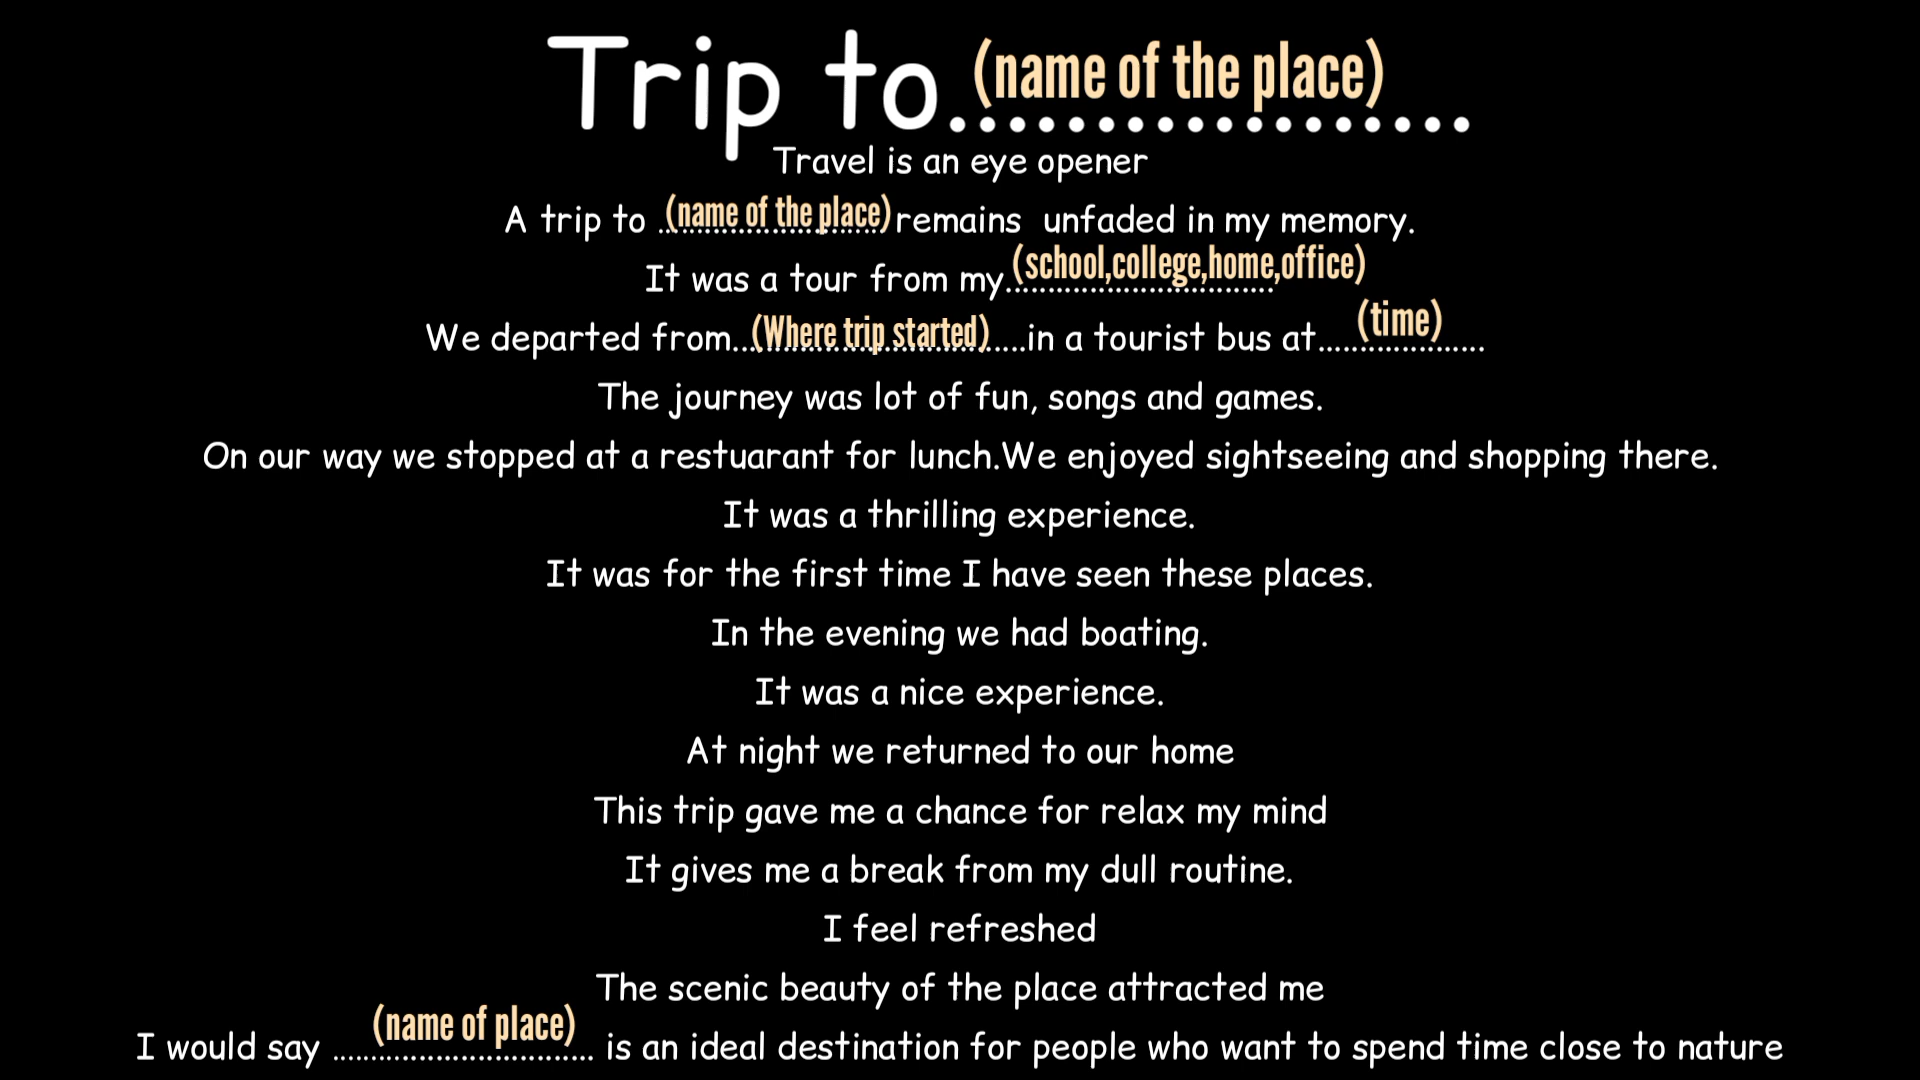 Trip to..................(name of the place)
Travel is an eye opener
A trip to ........................(name of the place) remains unfaded in my memory.
It was a tour from my...............................(school,college,home,office)
We departed from...(Where trip started).....in a tourist bus at...................(time)
The journey was lot of fun, songs and games.
On our way we stopped at a restuarant for lunch.We enjoyed sightseeing and shopping there.
It was a thrilling experience.
It was for the first time I have seen these places.
In the evening we had boating.
It was a nice experience.
At night we returned to our home
This trip gave me a chance for relax my mind
It gives me a break from my dull routine.
I feel refreshed
The scenic beauty of the place attracted me
I would say ..............................(name of place) is an ideal destination for people who want to spend time close to nature